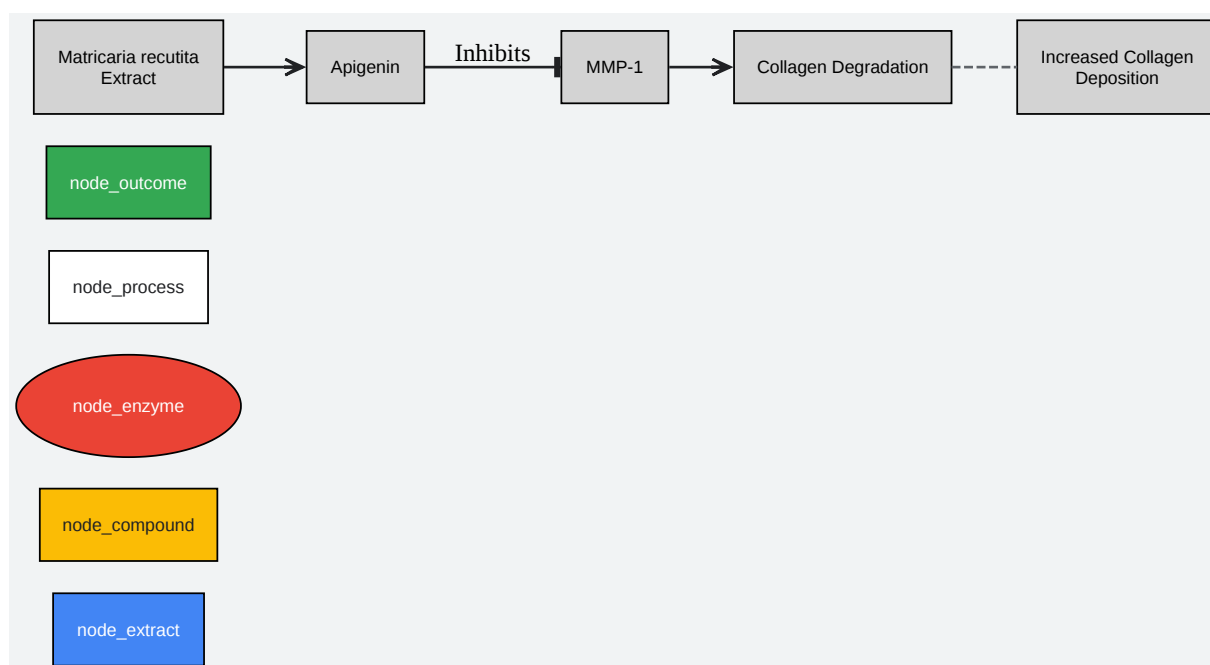 Matricaria recutita
Extract
Apigenin
Inhibits
MMP-1
Collagen Degradation
Increased Collagen
Deposition
node_outcome
node_process
node_enzyme
node_compound
node_extract